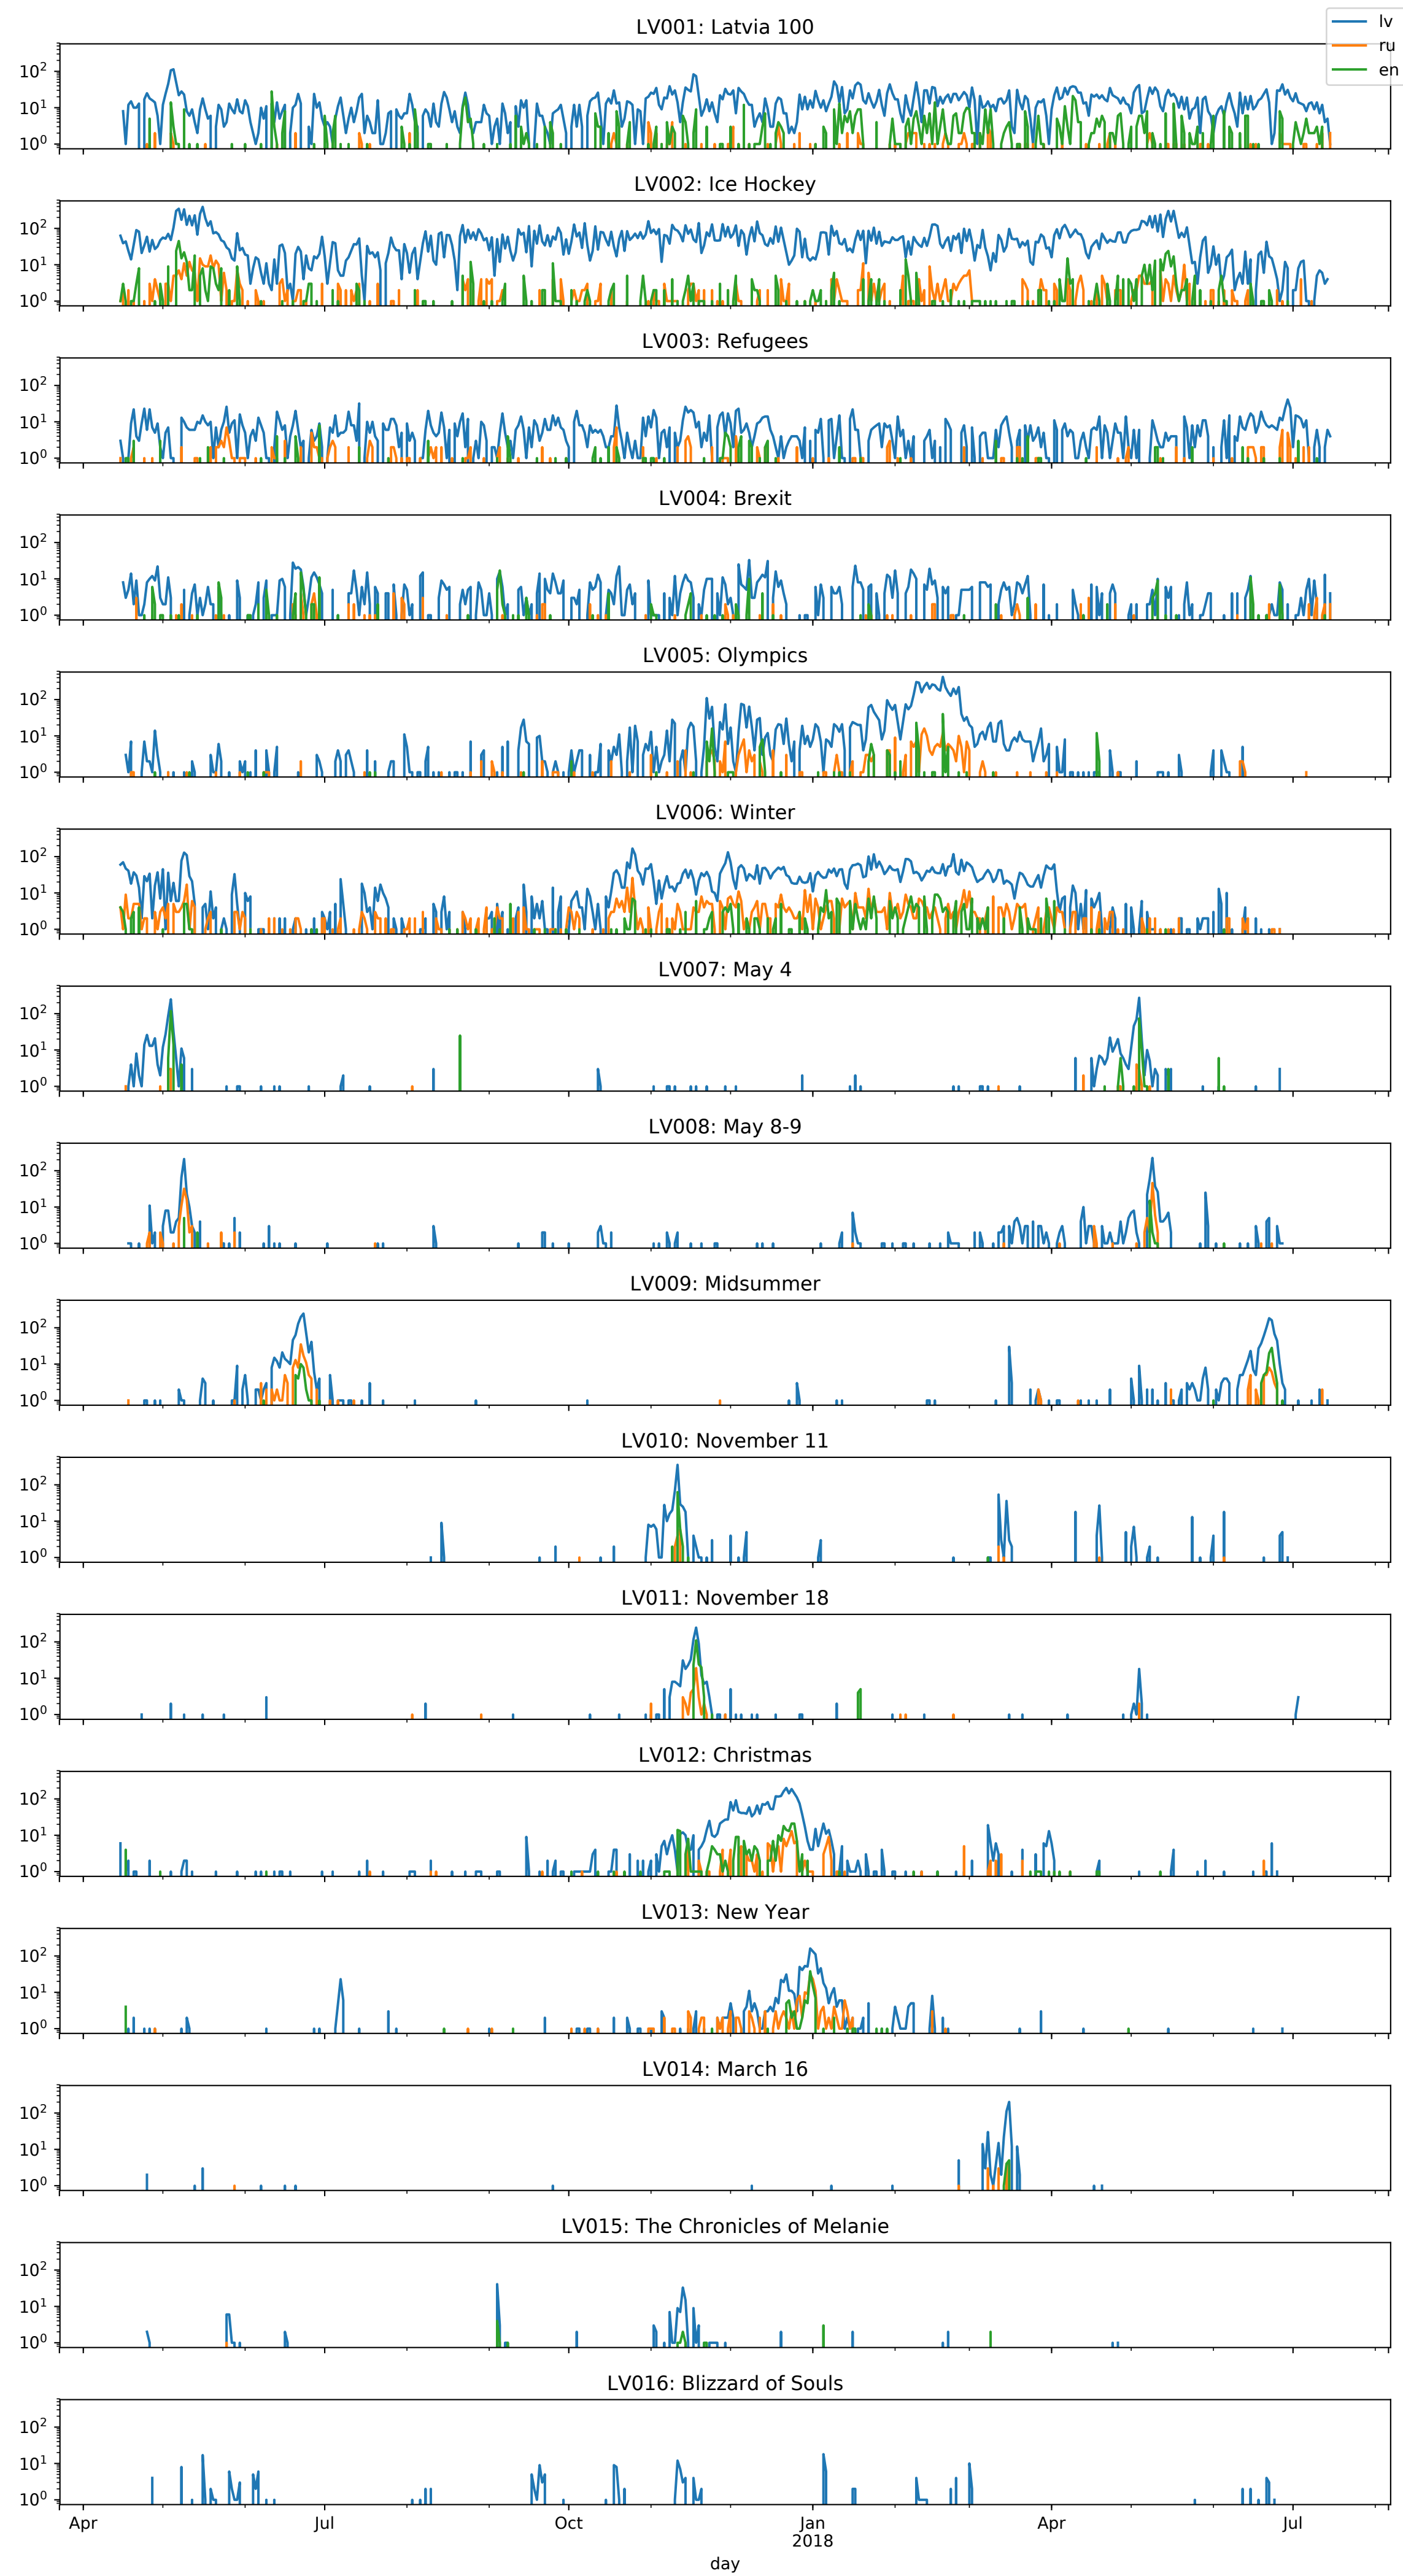 LV001: Latvia 100
lv
ru
en
10²
10¹
10⁰
LV002: Ice Hockey
10²
10¹
10⁰
LV003: Refugees
10²
10¹
10⁰
LV004: Brexit
10²
10¹
10⁰
LV005: Olympics
10²
10¹
10⁰
LV006: Winter
10²
10¹
10⁰
LV007: May 4
10²
10¹
10⁰
LV008: May 8-9
10²
10¹
10⁰
LV009: Midsummer
10²
10¹
10⁰
LV010: November 11
10²
10¹
10⁰
LV011: November 18
10²
10¹
10⁰
LV012: Christmas
10²
10¹
10⁰
LV013: New Year
10²
10¹
10⁰
LV014: March 16
10²
10¹
10⁰
LV015: The Chronicles of Melanie
10²
10¹
10⁰
LV016: Blizzard of Souls
10²
10¹
10⁰
Apr Jul Oct Jan Apr Jul
2018
day